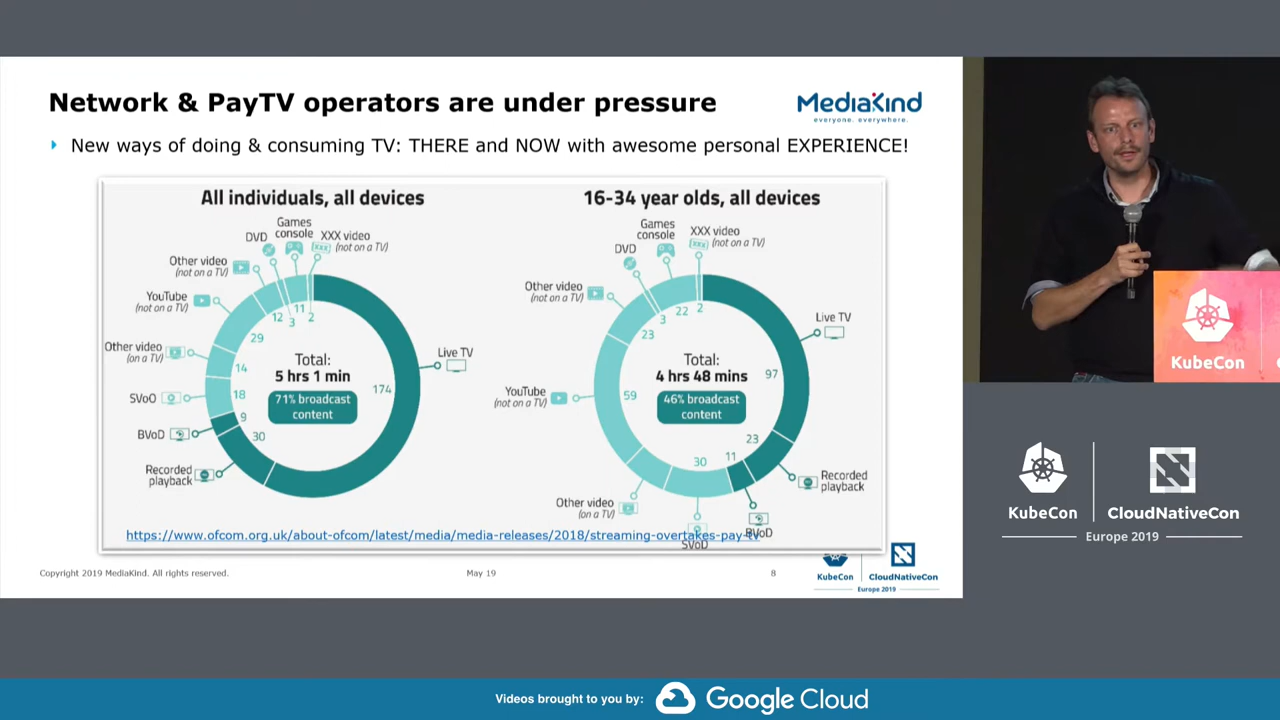 Network & PayTV operators are under pressure
MediaKind
everyone. everywhere.
New ways of doing & consuming TV: THERE and NOW with awesome personal EXPERIENCE!
All individuals, all devices
Games
console
DVD
XXX video
(not on a TV)
Other video
(not on a TV)
YouTube
(not on a TV)
Other video
(on a TV)
SVoD
BVoD
Recorded
playback
Live TV
174
30
9
18
14
29
12
3
11
2
Total:
5 hrs 1 min
71% broadcast
content
16-34 year olds, all devices
Games
console
DVD
XXX video
(not on a TV)
Other video
(not on a TV)
YouTube
(not on a TV)
Other video
(on a TV)
SVoD
BVoD
Recorded
playback
Live TV
97
23
11
30
59
23
3
22
2
Total:
4 hrs 48 mins
46% broadcast
content
https://www.ofcom.org.uk/about-ofcom/latest/media/media-releases/2018/streaming-overtakes-pay-tv
Copyright 2019 MediaKind. All rights reserved.
May 19
8
KubeCon
CloudNativeCon
Europe 2019
KubeCon
C
KubeCon
CloudNativeCon
Europe 2019
Videos brought to you by:
Google Cloud